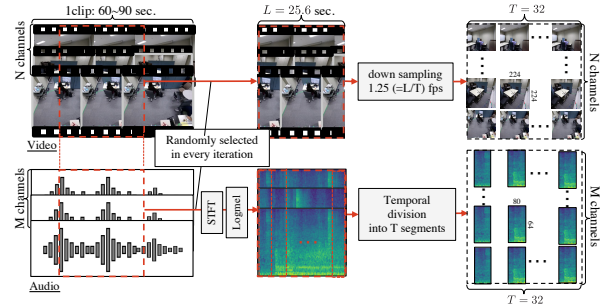 1clip: 60~90 sec.
L = 25.6 sec.
T = 32
N channels
down sampling
1.25 (=L/T) fps
224
224
N channels
Video
Randomly selected
in every iteration
M channels
STFT
Logmel
Temporal
division
into T segments
80
M channels
Audio
T = 32